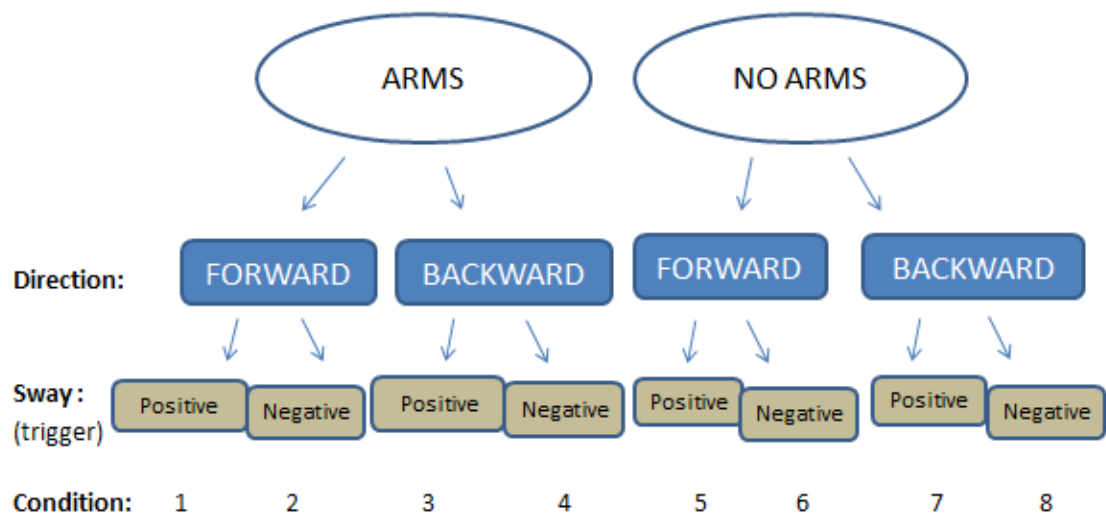 ARMS NO ARMS
Direction: FORWARD BACKWARD FORWARD BACKWARD
Sway : Positive Negative Positive Negative Positive Negative Positive Negative
(trigger)
Condition: 1 2 3 4 5 6 7 8